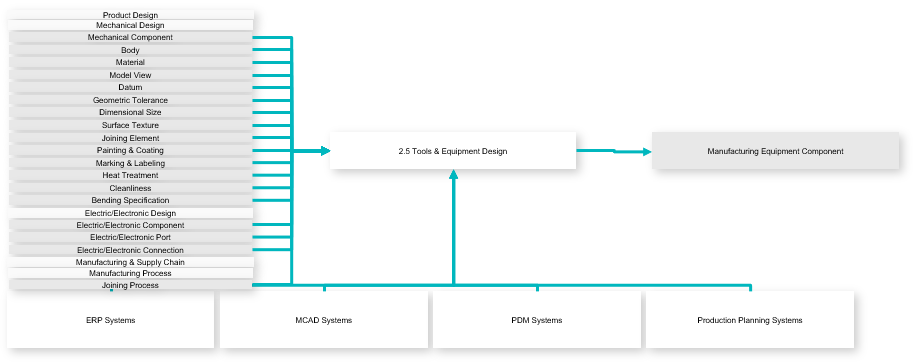 Product Design
Mechanical Design
Mechanical Component
Body
Material
Model View
Datum
Geometric Tolerance
Dimensional Size
Surface Texture
Joining Element
Painting & Coating
Marking & Labeling
Heat Treatment
Cleanliness
Bending Specification
Electric/Electronic Design
Electric/Electronic Component
Electric/Electronic Port
Electric/Electronic Connection
Manufacturing & Supply Chain
Manufacturing Process
Joining Process
2.5 Tools & Equipment Design
Manufacturing Equipment Component
ERP Systems
MCAD Systems
PDM Systems
Production Planning Systems